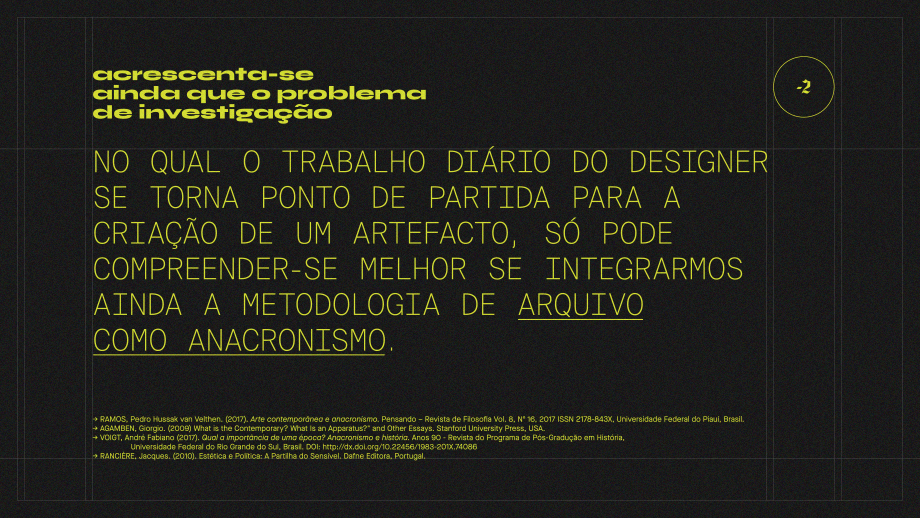 acrescenta-se
ainda que o problema
de investigação
-2
NO QUAL O TRABALHO DIÁRIO DO DESIGNER
SE TORNA PONTO DE PARTIDA PARA A
CRIAÇÃO DE UM ARTEFACTO, SÓ PODE
COMPREENDER-SE MELHOR SE INTEGRARMOS
AINDA A METODOLOGIA DE ARQUIVO
COMO ANACRONISMO.
→ RAMOS, Pedro Hussak van Velthen. (2017). Arte contemporânea e anacronismo. Pensando – Revista de Filosofia Vol. 8, Nº 16, 2017 ISSN 2178-843X, Universidade Federal do Piauí, Brasil.
→ AGAMBEN, Giorgio. (2009) What is the Contemporary? What Is an Apparatus?” and Other Essays. Stanford University Press, USA.
→ VOIGT, André Fabiano (2017). Qual a importância de uma época? Anacronismo e história. Anos 90 - Revista do Programa de Pós-Gradução em História,
Universidade Federal do Rio Grande do Sul, Brasil. DOI: http://dx.doi.org/10.22456/1983-201X.74086
→ RANCIÈRE, Jacques. (2010). Estética e Política: A Partilha do Sensível. Dafne Editora, Portugal.